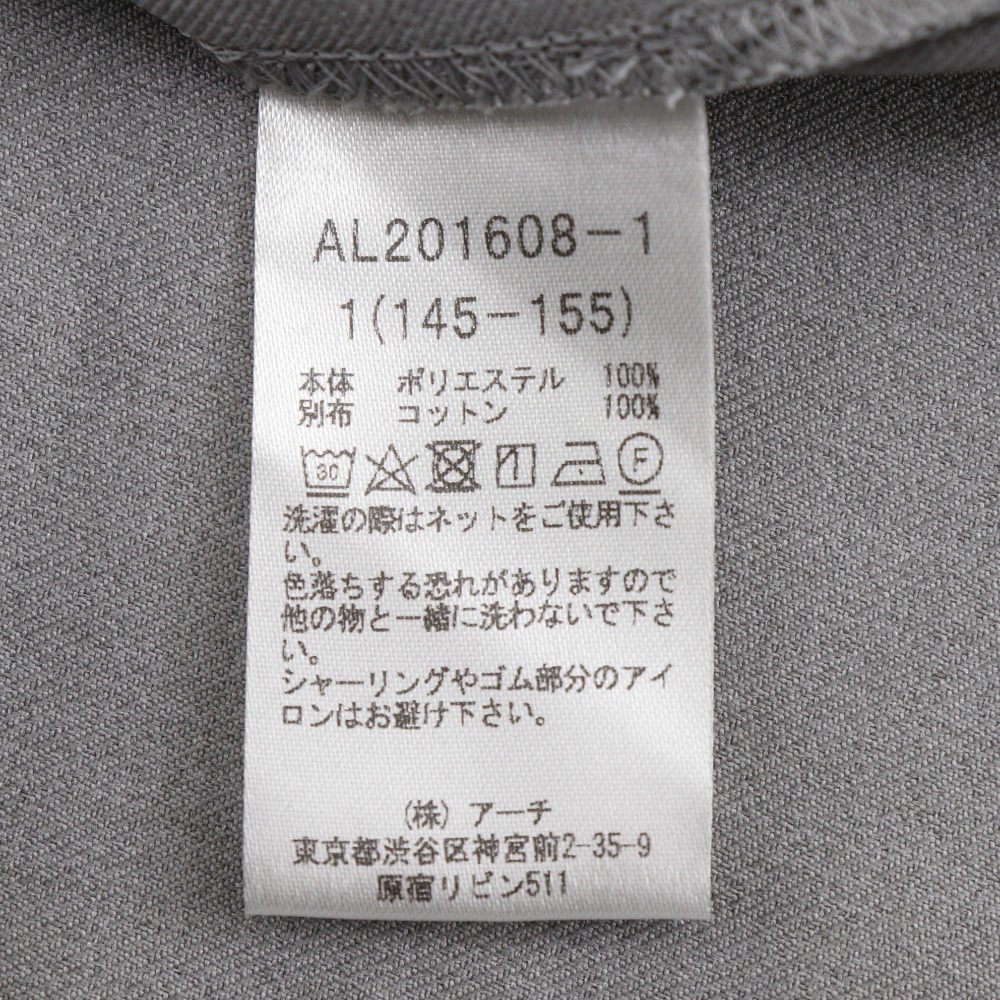 AL201608-1
1(145-155)
本体 ポリエステル 100%
別布 コットン 100%
30 F
洗濯の際はネットをご使用下さ
い。
色落ちする恐れがありますので
他の物と一緒に洗わないで下さ
い。
シャーリングやゴム部分のアイ
ロンはお避け下さい。
(株) アーチ
東京都渋谷区神宮前2-35-9
原宿リビン511